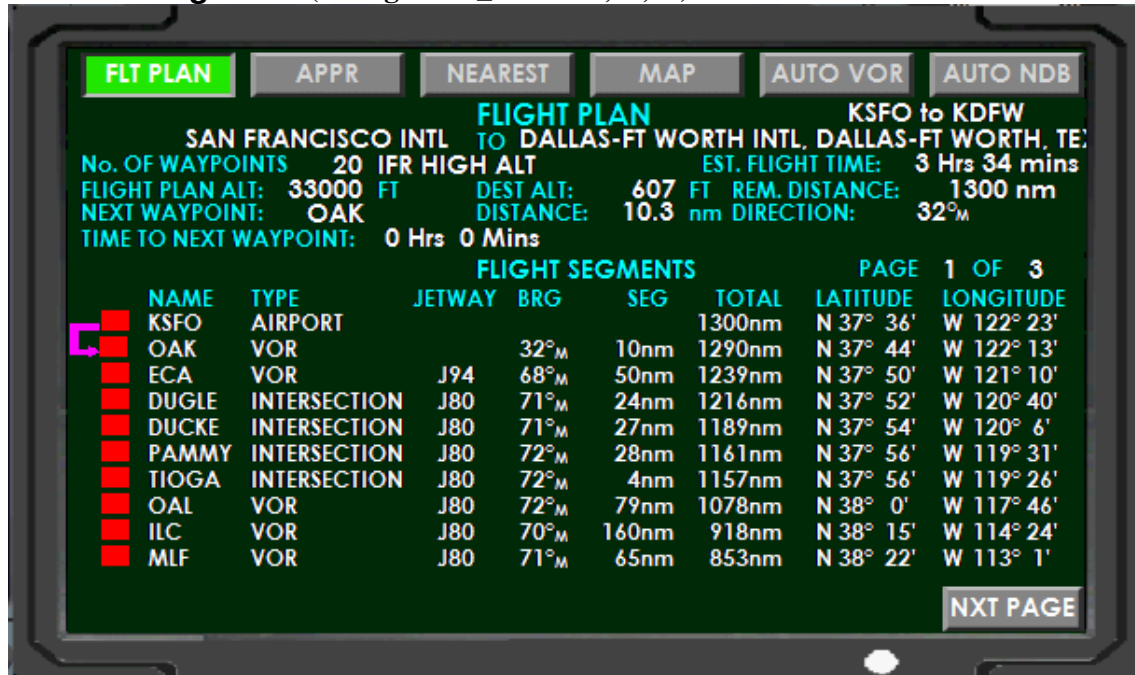 FLT PLAN APPR NEAREST MAP AUTO VOR AUTO NDB
FLIGHT PLAN KSFO to KDFW
SAN FRANCISCO INTL TO DALLAS-FT WORTH INTL, DALLAS-FT WORTH,
No. OF WAYPOINTS 20 IFR HIGH ALT EST. FLIGHT TIME: 3 Hrs 34 mins
FLIGHT PLAN ALT: 33000 FT DEST ALT: 607 FT REM. DISTANCE: 1300 nm
NEXT WAYPOINT: OAK DISTANCE: 10.3 nm DIRECTION: 32°M
TIME TO NEXT WAYPOINT: 0 Hrs 0 Mins
FLIGHT SEGMENTS PAGE 1 OF 3
NAME TYPE JETWAY BRG SEG TOTAL LATITUDE LONGITUDE
KSFO AIRPORT 1300nm N 37° 36' W 122° 23'
OAK VOR 32°M 10nm 1290nm N 37° 44' W 122° 13'
ECA VOR J94 68°M 50nm 1239nm N 37° 50' W 121° 10'
DUGLE INTERSECTION J80 71°M 24nm 1216nm N 37° 52' W 120° 40'
DUCKE INTERSECTION J80 71°M 27nm 1189nm N 37° 54' W 120° 6'
PAMMY INTERSECTION J80 72°M 28nm 1161nm N 37° 56' W 119° 31'
TIOGA INTERSECTION J80 72°M 4nm 1157nm N 37° 56' W 119° 26'
OAL VOR J80 72°M 79nm 1078nm N 38° 0' W 117° 46'
ILC VOR J80 70°M 160nm 918nm N 38° 15' W 114° 24'
MLF VOR J80 71°M 65nm 853nm N 38° 22' W 113° 1'
NXT PAGE